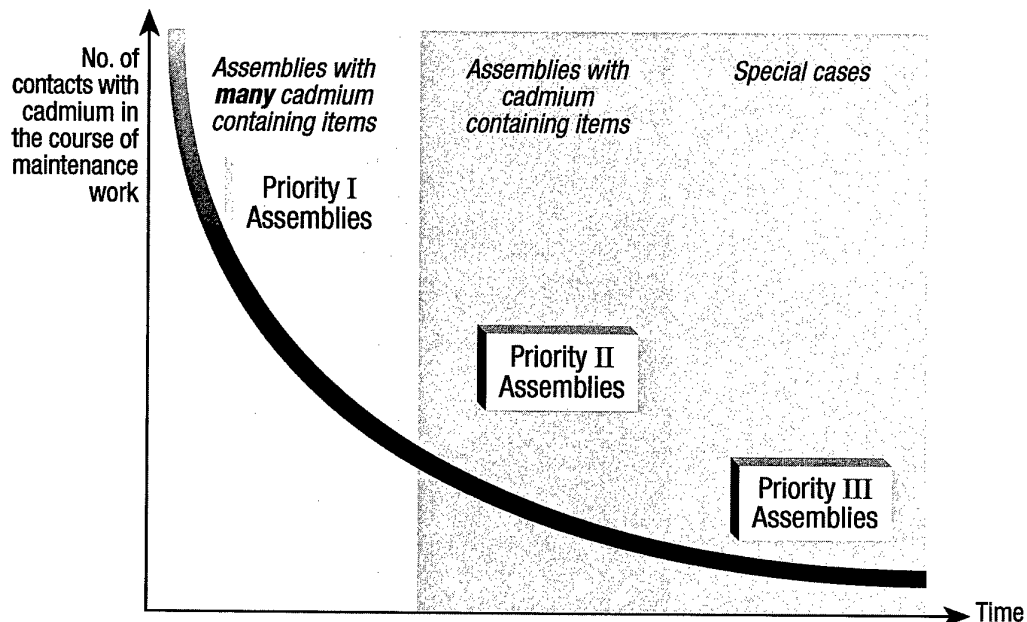 No. of
contacts with
cadmium in
the course of
maintenance
work
Assemblies with
many cadmium
containing items
Priority I
Assemblies
Assemblies with
cadmium
containing items
Priority II
Assemblies
Special cases
Priority III
Assemblies
Time